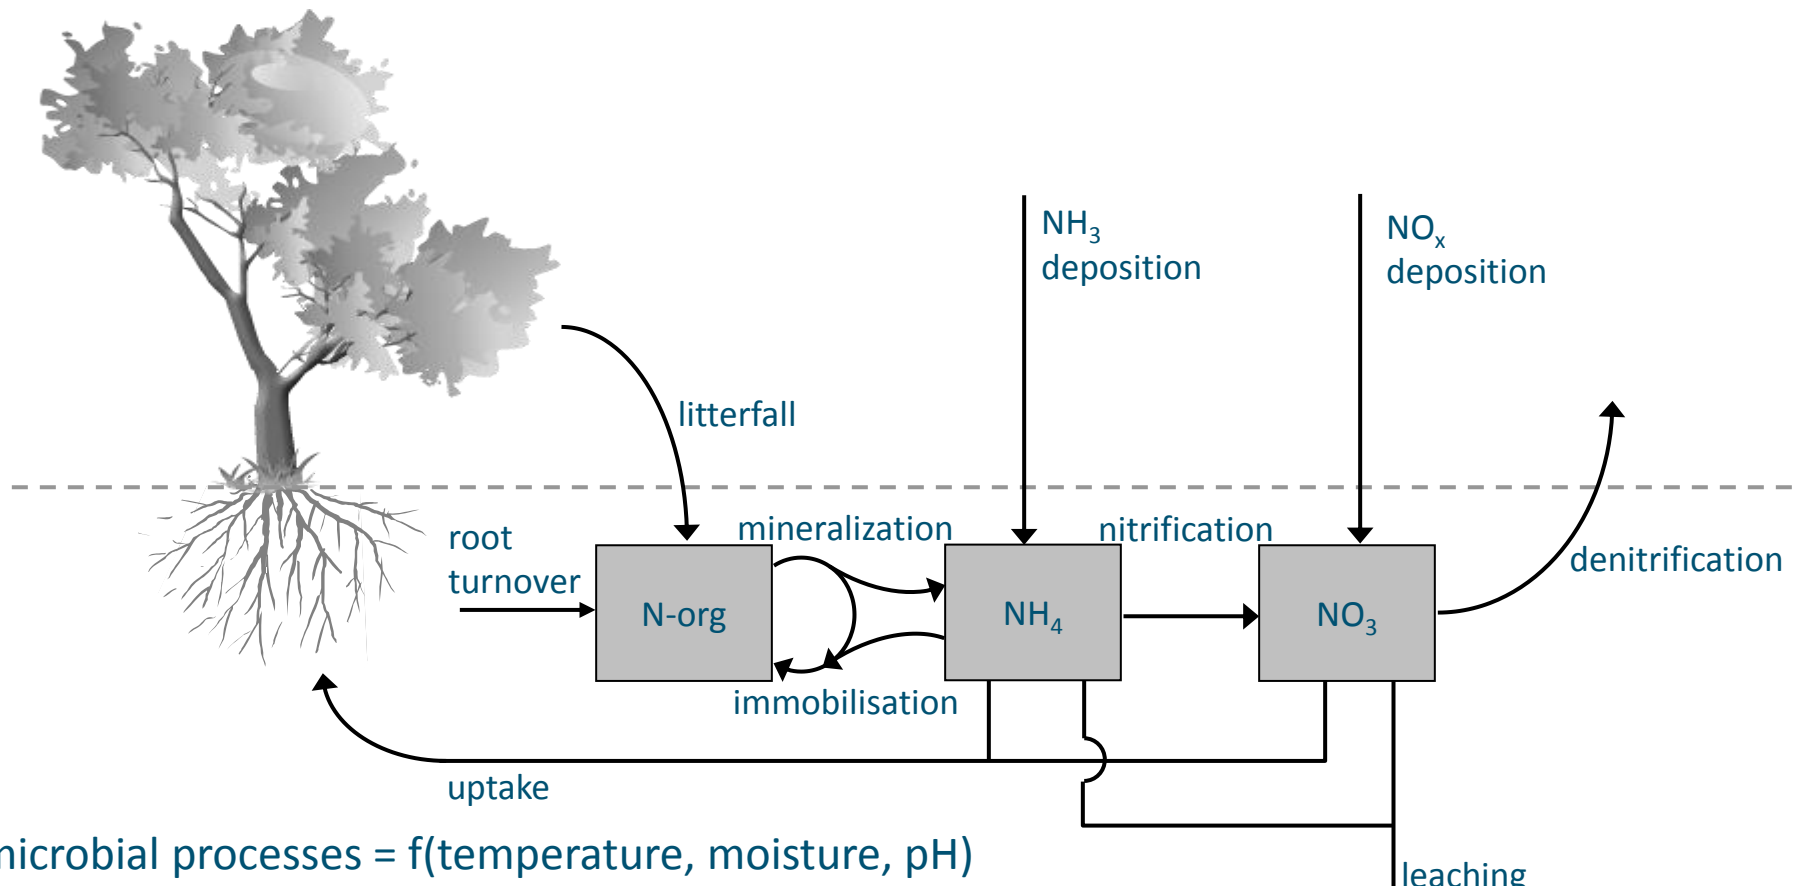 NH₃
deposition
NOₓ
deposition
litterfall
root
turnover
mineralization
nitrification
denitrification
N-org
NH₄
NO₃
immobilisation
uptake
microbial processes = f(temperature, moisture, pH)
leaching